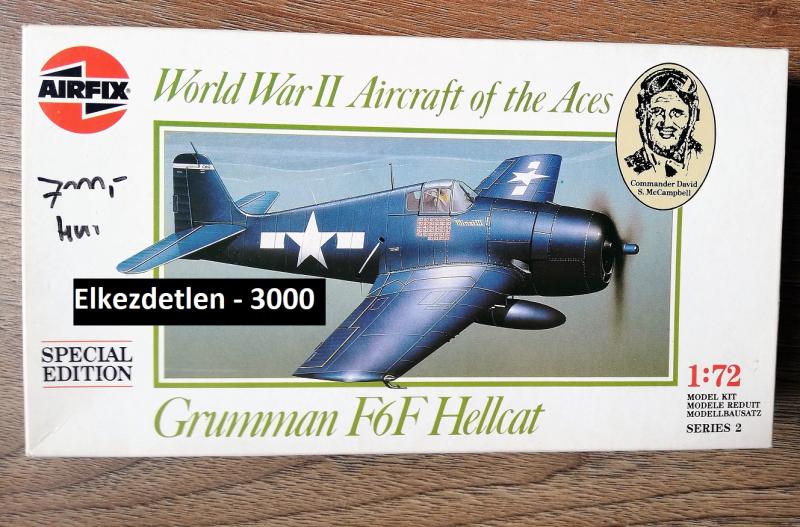 AIRFIX
World War II Aircraft of the Aces
Commander David
S. McCampbell
Elkezdetlen - 3000
SPECIAL
EDITION
1:72
MODEL KIT
MODELE REDUIT
MODELLBAUSATZ
SERIES 2
Grumman F6F Hellcat